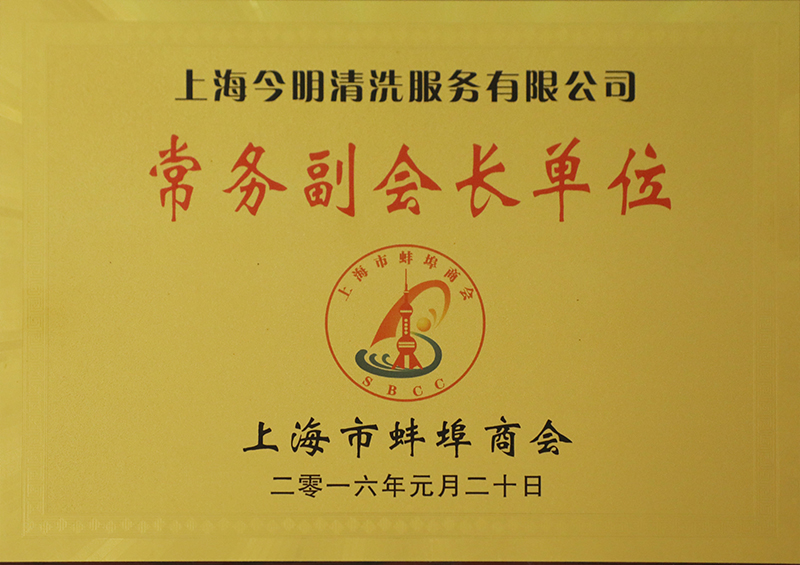 上海今明清洗服务有限公司
常务副会长单位
上海市蚌埠商会
SBCC
上海市蚌埠商会
二零一六年元月二十日